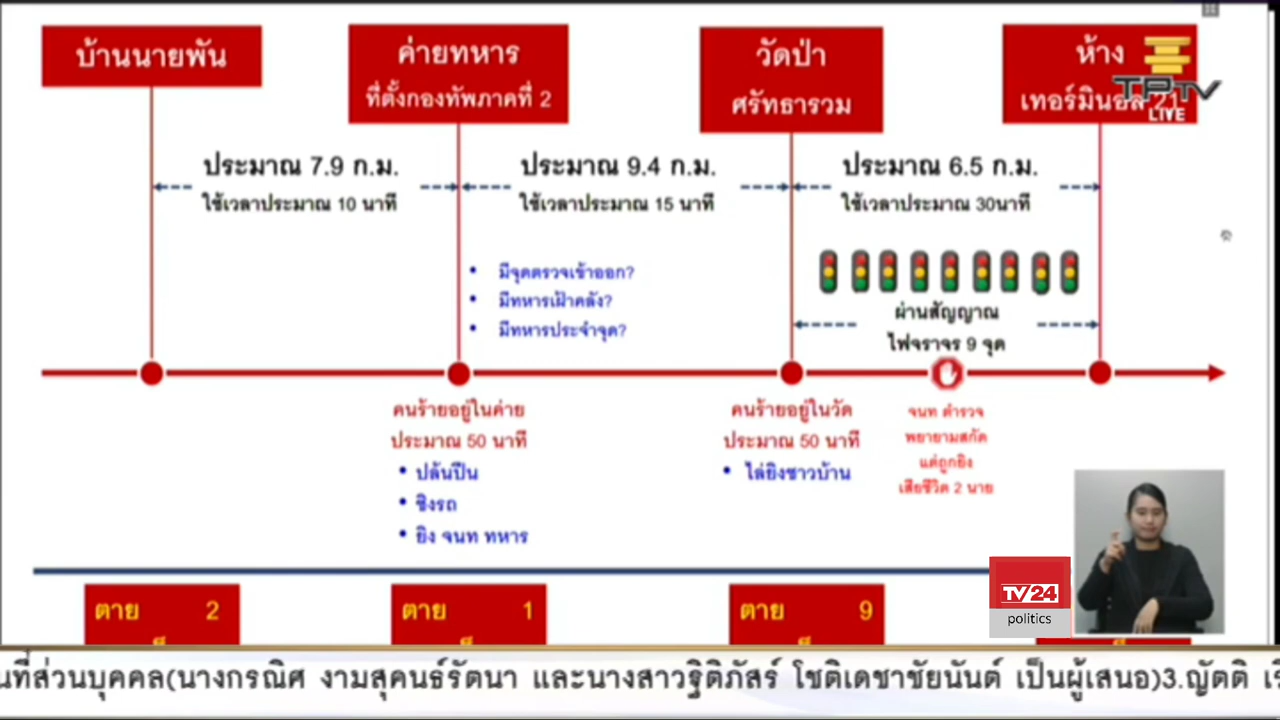 บ้านนายพัน
ค่ายทหาร
ที่ตั้งกองทัพภาคที่ 2
วัดป่า
ศรัทธารวม
ห้าง
เทอร์มินอล 21
TPTV
LIVE
ประมาณ 7.9 ก.ม.
ใช้เวลาประมาณ 10 นาที
ประมาณ 9.4 ก.ม.
ใช้เวลาประมาณ 15 นาที
ประมาณ 6.5 ก.ม.
ใช้เวลาประมาณ 30นาที
• มีจุดตรวจเข้าออก?
• มีทหารเฝ้าคลัง?
• มีทหารประจำจุด?
ผ่านสัญญาณ
ไฟจราจร 9 จุด
คนร้ายอยู่ในค่าย
ประมาณ 50 นาที
• ปล้นปืน
• ชิงรถ
• ยิง จนท ทหาร
คนร้ายอยู่ในวัด
ประมาณ 50 นาที
• ไล่ยิงชาวบ้าน
จนท ตำรวจ
พยายามสกัด
แต่ถูกยิง
เสียชีวิต 2 นาย
ตาย 2
ตาย 1
ตาย 9
TV24
politics
นที่ส่วนบุคคล(นางกรณิศ งามสุคนธ์รัตนา และนางสาวฐิติภัสร์ โชติเดชาชัยนันต์ เป็นผู้เสนอ)3.ญัตติ เ